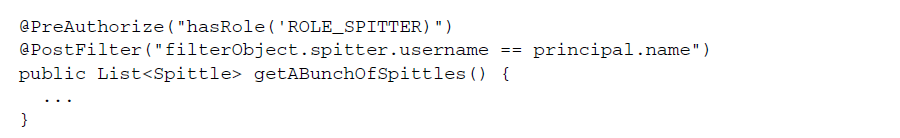 @PreAuthorize("hasRole('ROLE_SPITTER)")
@PostFilter("filterObject.spitter.username == principal.name")
public List<Spittle> getABunchOfSpittles() {
  ...
}